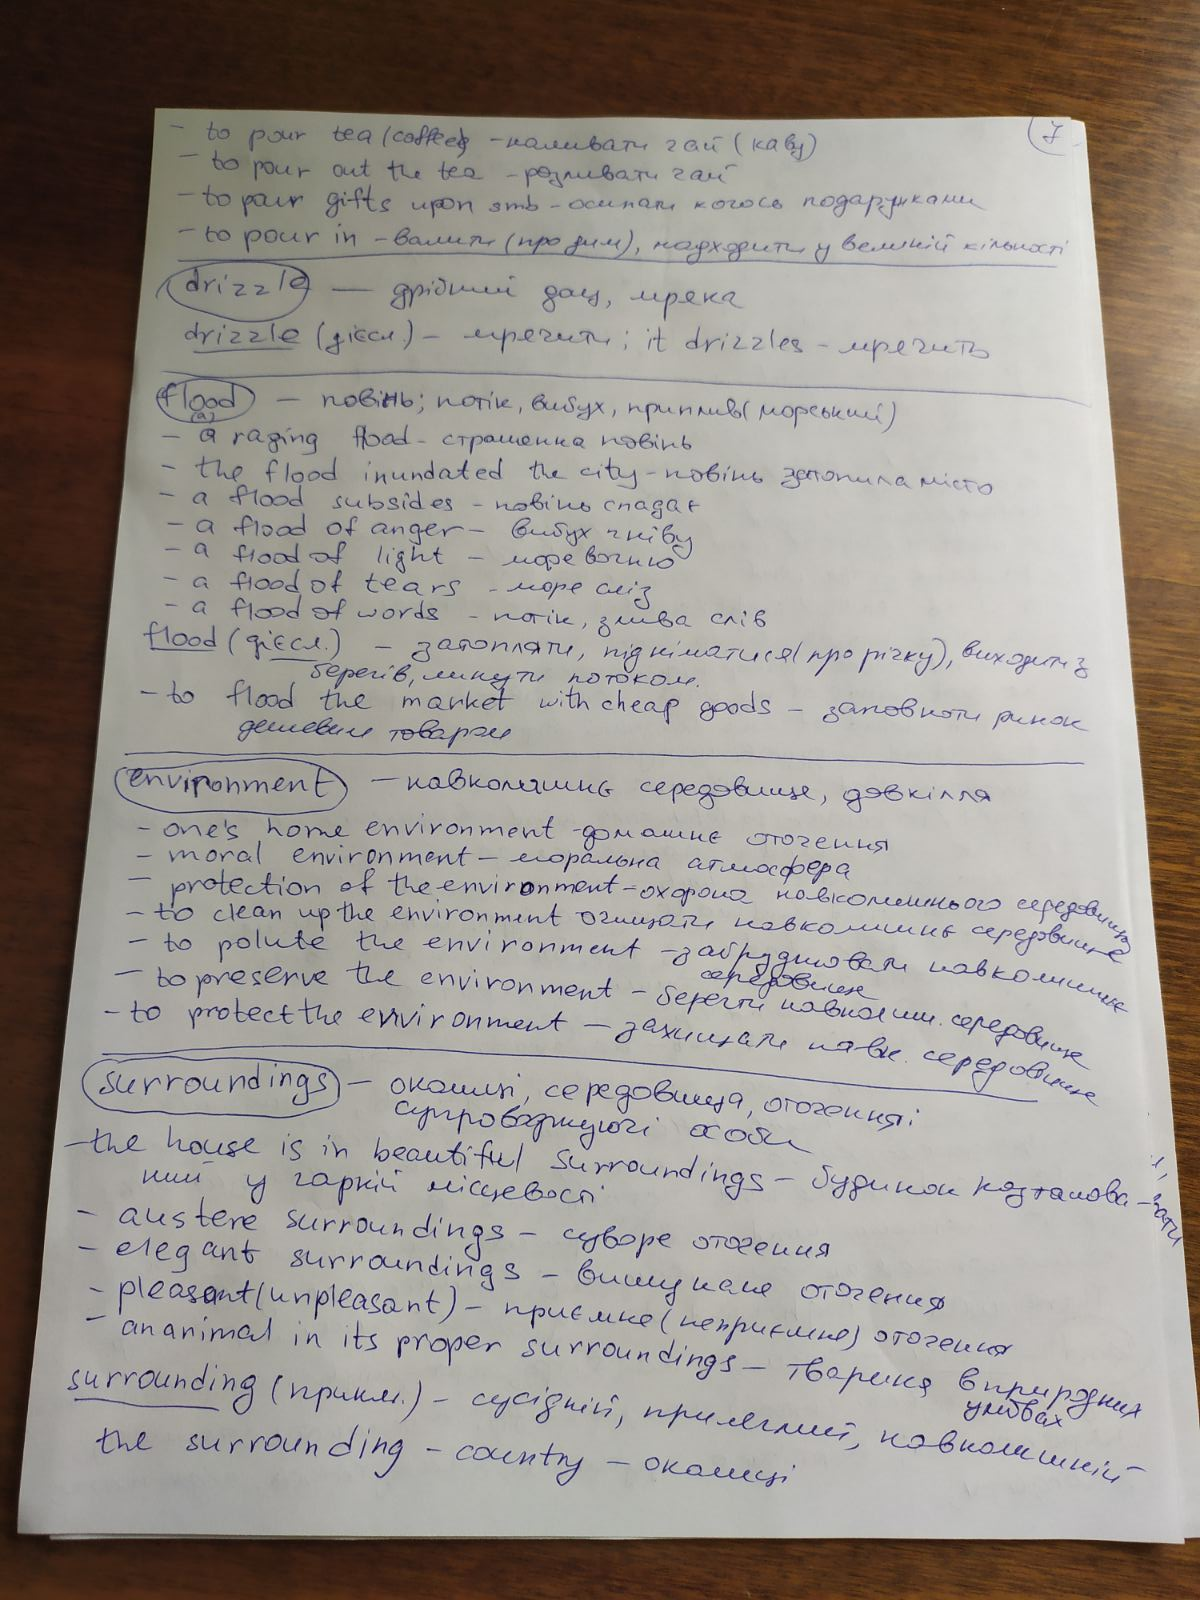 7
- to pour tea (coffee) - наливати чай (каву)
- to pour out the tea - розливати чай
- to pour gifts upon smb - осипати когось подарунками
- to pour in - валити (про дим), надходити у великій кількості
drizzle — дрібний дощ, мряка
drizzle (дієсл.) - мрячити; it drizzles - мрячить
flood — повінь; потік, вибух, приплив (морський)
(а)
- a raging flood - страшенна повінь
- the flood inundated the city - повінь затопила місто
- a flood subsides - повінь спадає
- a flood of anger - вибух гніву
- a flood of light - море вогню
- a flood of tears - море сліз
- a flood of words - потік, злива слів
flood (дієсл.) - затопляти, підніматися (про річку), виходити з
берегів, линути потоком.
- to flood the market with cheap goods - заповнити ринок
дешевим товаром
environment — навколишнє середовище, довкілля
- one's home environment - домашнє оточення
- moral environment - моральна атмосфера
- protection of the environment - охорона навколишнього середовища
- to clean up the environment очищати навколишнє середовище
- to polute the environment - забруднювати навколишнє
середовище
- to preserve the environment - берегти навколиш. середовище
- to protect the environment - захищати навк. середовище
surroundings - околиці, середовища, оточення;
супроводжуючі особи
- the house is in beautiful surroundings - будинок розташова-
ний у гарній місцевості
- austere surroundings - суворе оточення
- elegant surroundings - вишукане оточення
- pleasant (unpleasant) - приємне (неприємне) оточення
- an animal in its proper surroundings - тварина в природних
умовах
surrounding (прикм.) - сусідній, прилеглий, навколишній
the surrounding - country - околиці